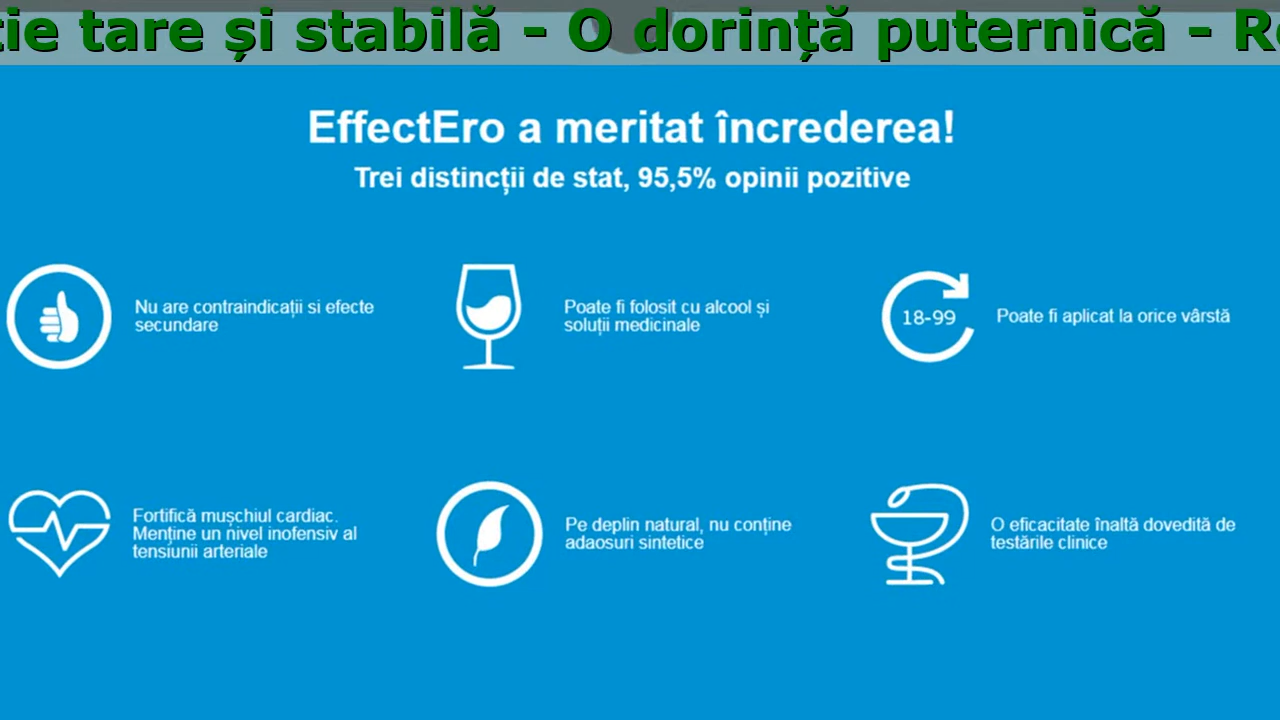 tie tare și stabilă - O dorință puternică - R
EffectEro a meritat încrederea!
Trei distincții de stat, 95,5% opinii pozitive
Nu are contraindicații si efecte
secundare
Poate fi folosit cu alcool și
soluții medicinale
18-99
Poate fi aplicat la orice vârstă
Fortifică mușchiul cardiac.
Menține un nivel inofensiv al
tensiunii arteriale
Pe deplin natural, nu conține
adaosuri sintetice
O eficacitate înaltă dovedită de
testările clinice